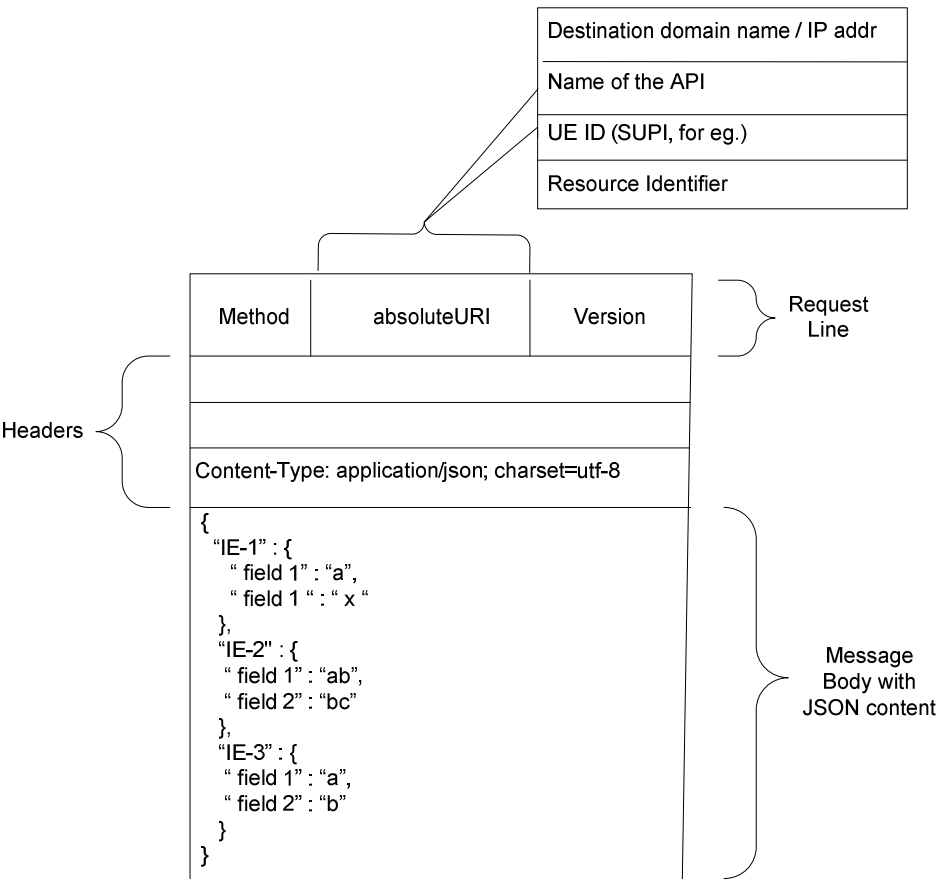 Destination domain name / IP addr
Name of the API
UE ID (SUPI, for eg.)
Resource Identifier
Method
absoluteURI
Version
Request
Line
Headers
Content-Type: application/json; charset=utf-8
{
“IE-1” : {
“ field 1” : “a”,
“ field 1 “ : “ x “
},
“IE-2" : {
“ field 1” : “ab”,
“ field 2” : “bc”
},
“IE-3” : {
“ field 1” : “a”,
“ field 2” : “b”
}
}
Message
Body with
JSON content